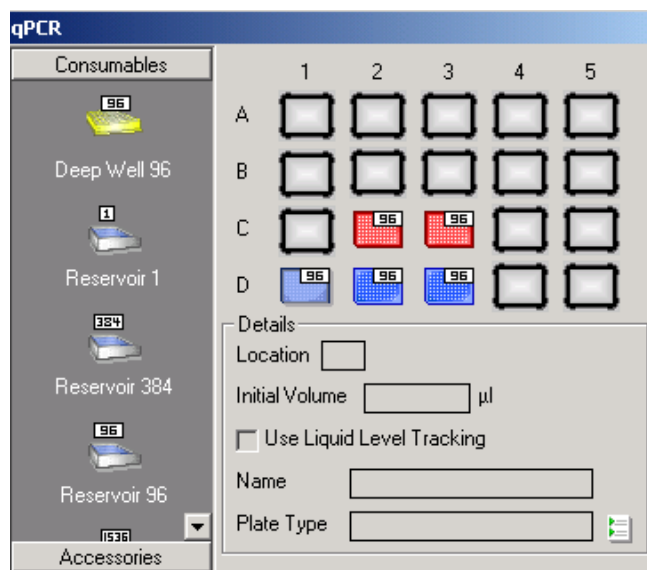 qPCR
Consumables
96
Deep Well 96
1
Reservoir 1
384
Reservoir 384
96
Reservoir 96
1536
Accessories
1 2 3 4 5
A
B
C 96 96
D 96 96 96
Details
Location
Initial Volume µl
Use Liquid Level Tracking
Name
Plate Type